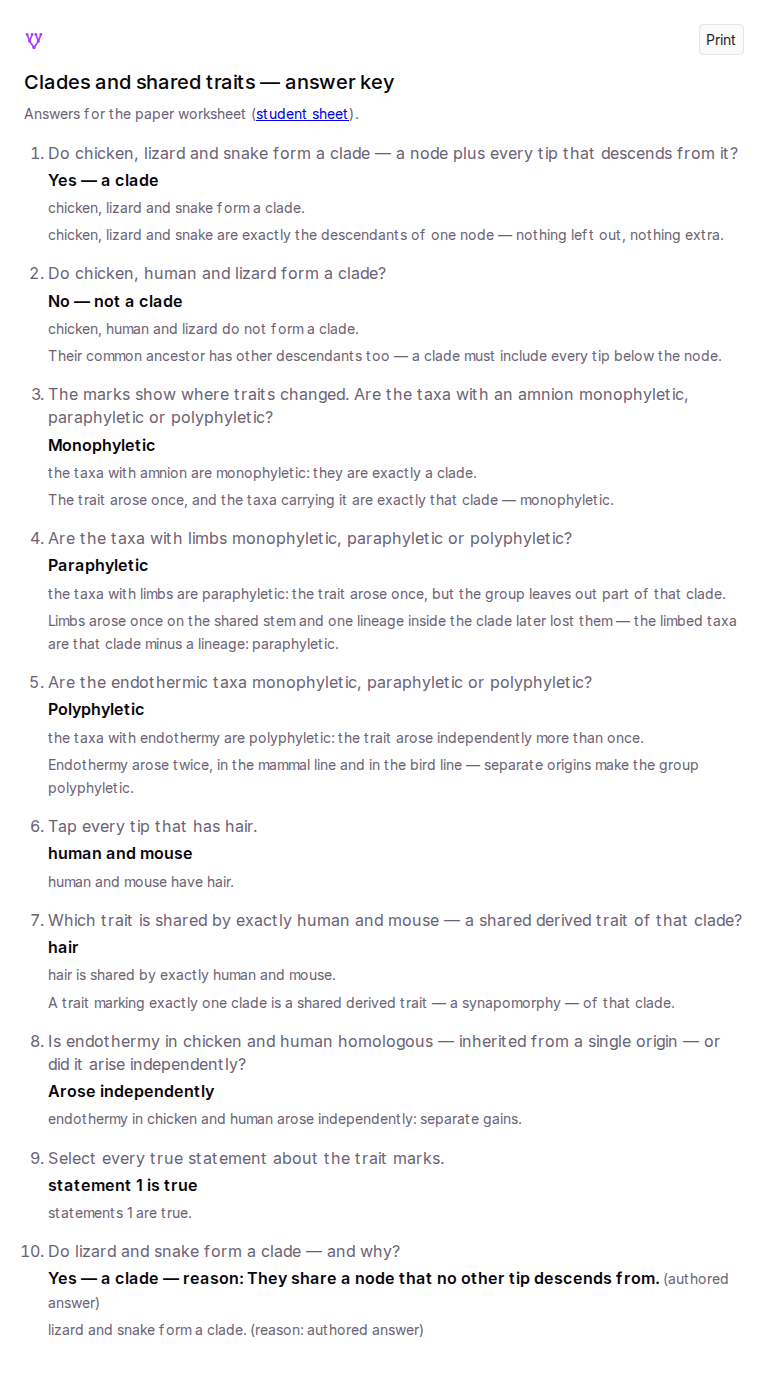 Print
Clades and shared traits — answer key
Answers for the paper worksheet (student sheet).
1. Do chicken, lizard and snake form a clade — a node plus every tip that descends from it?
Yes — a clade
chicken, lizard and snake form a clade.
chicken, lizard and snake are exactly the descendants of one node — nothing left out, nothing extra.
2. Do chicken, human and lizard form a clade?
No — not a clade
chicken, human and lizard do not form a clade.
Their common ancestor has other descendants too — a clade must include every tip below the node.
3. The marks show where traits changed. Are the taxa with an amnion monophyletic,
paraphyletic or polyphyletic?
Monophyletic
the taxa with amnion are monophyletic: they are exactly a clade.
The trait arose once, and the taxa carrying it are exactly that clade — monophyletic.
4. Are the taxa with limbs monophyletic, paraphyletic or polyphyletic?
Paraphyletic
the taxa with limbs are paraphyletic: the trait arose once, but the group leaves out part of that clade.
Limbs arose once on the shared stem and one lineage inside the clade later lost them — the limbed taxa
are that clade minus a lineage: paraphyletic.
5. Are the endothermic taxa monophyletic, paraphyletic or polyphyletic?
Polyphyletic
the taxa with endothermy are polyphyletic: the trait arose independently more than once.
Endothermy arose twice, in the mammal line and in the bird line — separate origins make the group
polyphyletic.
6. Tap every tip that has hair.
human and mouse
human and mouse have hair.
7. Which trait is shared by exactly human and mouse — a shared derived trait of that clade?
hair
hair is shared by exactly human and mouse.
A trait marking exactly one clade is a shared derived trait — a synapomorphy — of that clade.
8. Is endothermy in chicken and human homologous — inherited from a single origin — or
did it arise independently?
Arose independently
endothermy in chicken and human arose independently: separate gains.
9. Select every true statement about the trait marks.
statement 1 is true
statements 1 are true.
10. Do lizard and snake form a clade — and why?
Yes — a clade — reason: They share a node that no other tip descends from. (authored
answer)
lizard and snake form a clade. (reason: authored answer)